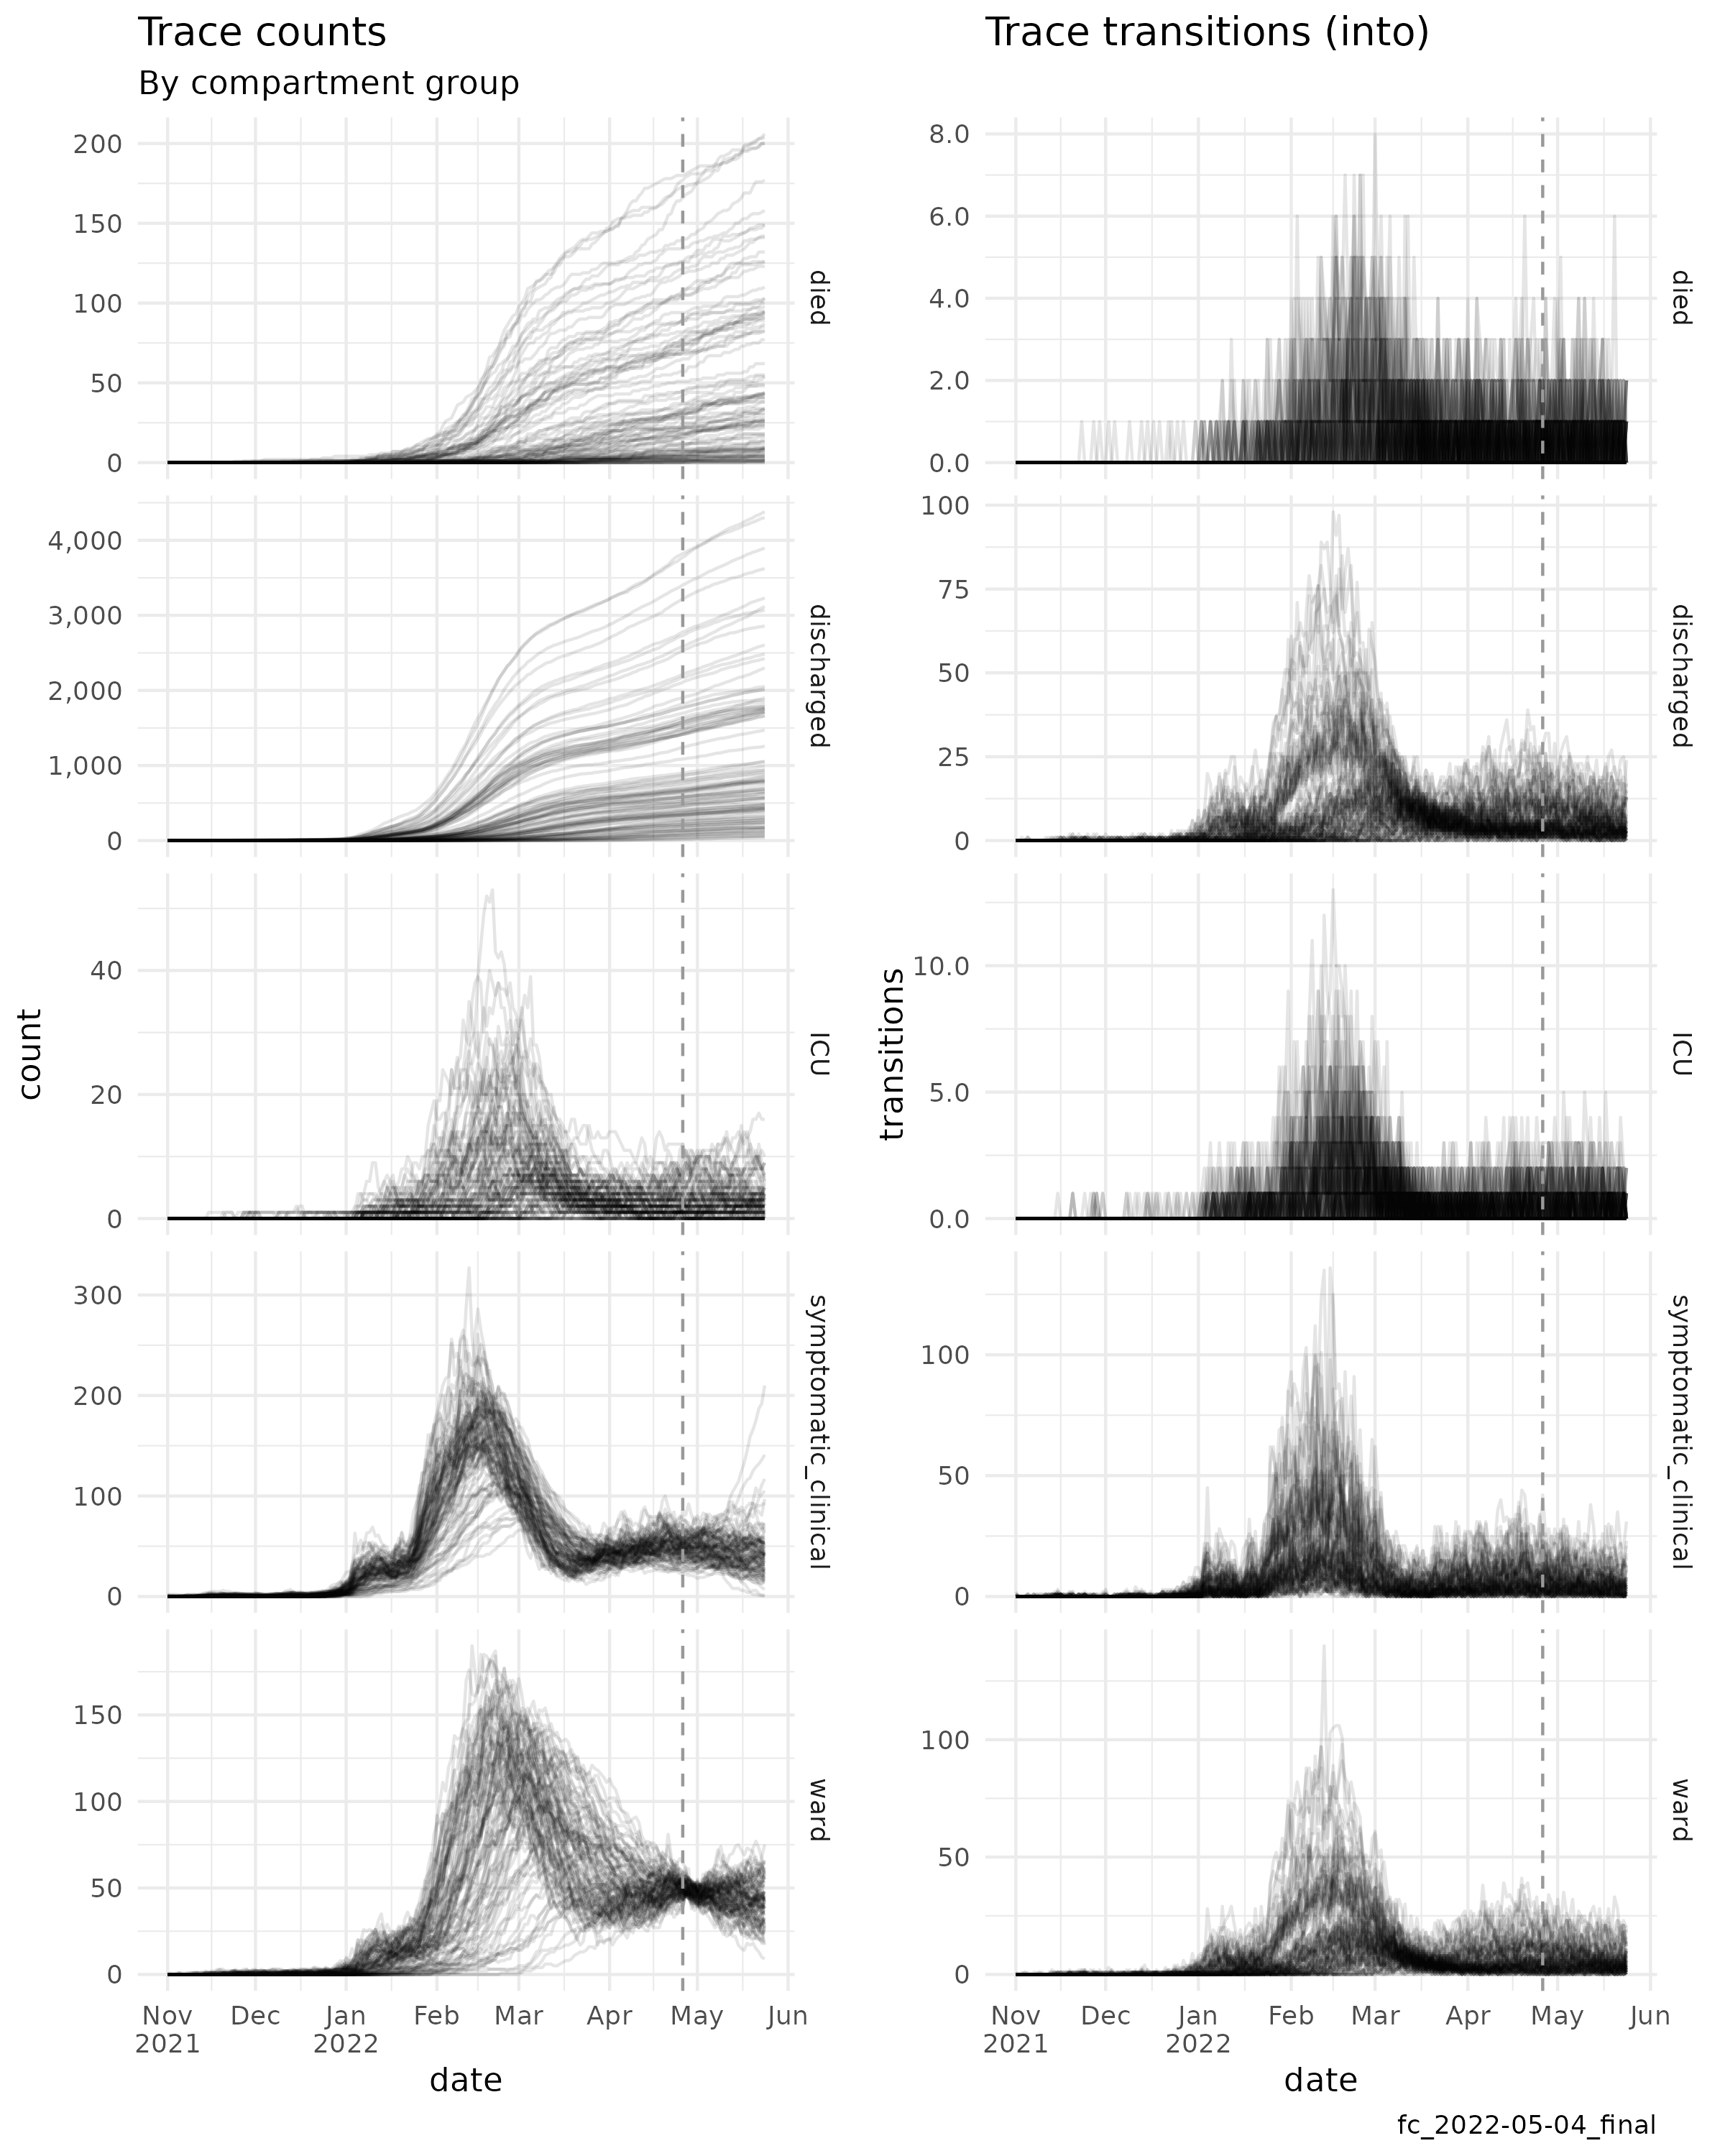 Trace counts
By compartment group
count
200
150
100
50
0
died
4,000
3,000
2,000
1,000
0
discharged
40
20
0
ICU
300
200
100
0
symptomatic_clinical
150
100
50
0
ward
Nov Dec Jan Feb Mar Apr May Jun
2021 2022
date
Trace transitions (into)
transitions
8.0
6.0
4.0
2.0
0.0
died
100
75
50
25
0
discharged
10.0
5.0
0.0
ICU
100
50
0
symptomatic_clinical
100
50
0
ward
Nov Dec Jan Feb Mar Apr May Jun
2021 2022
date
fc_2022-05-04_final